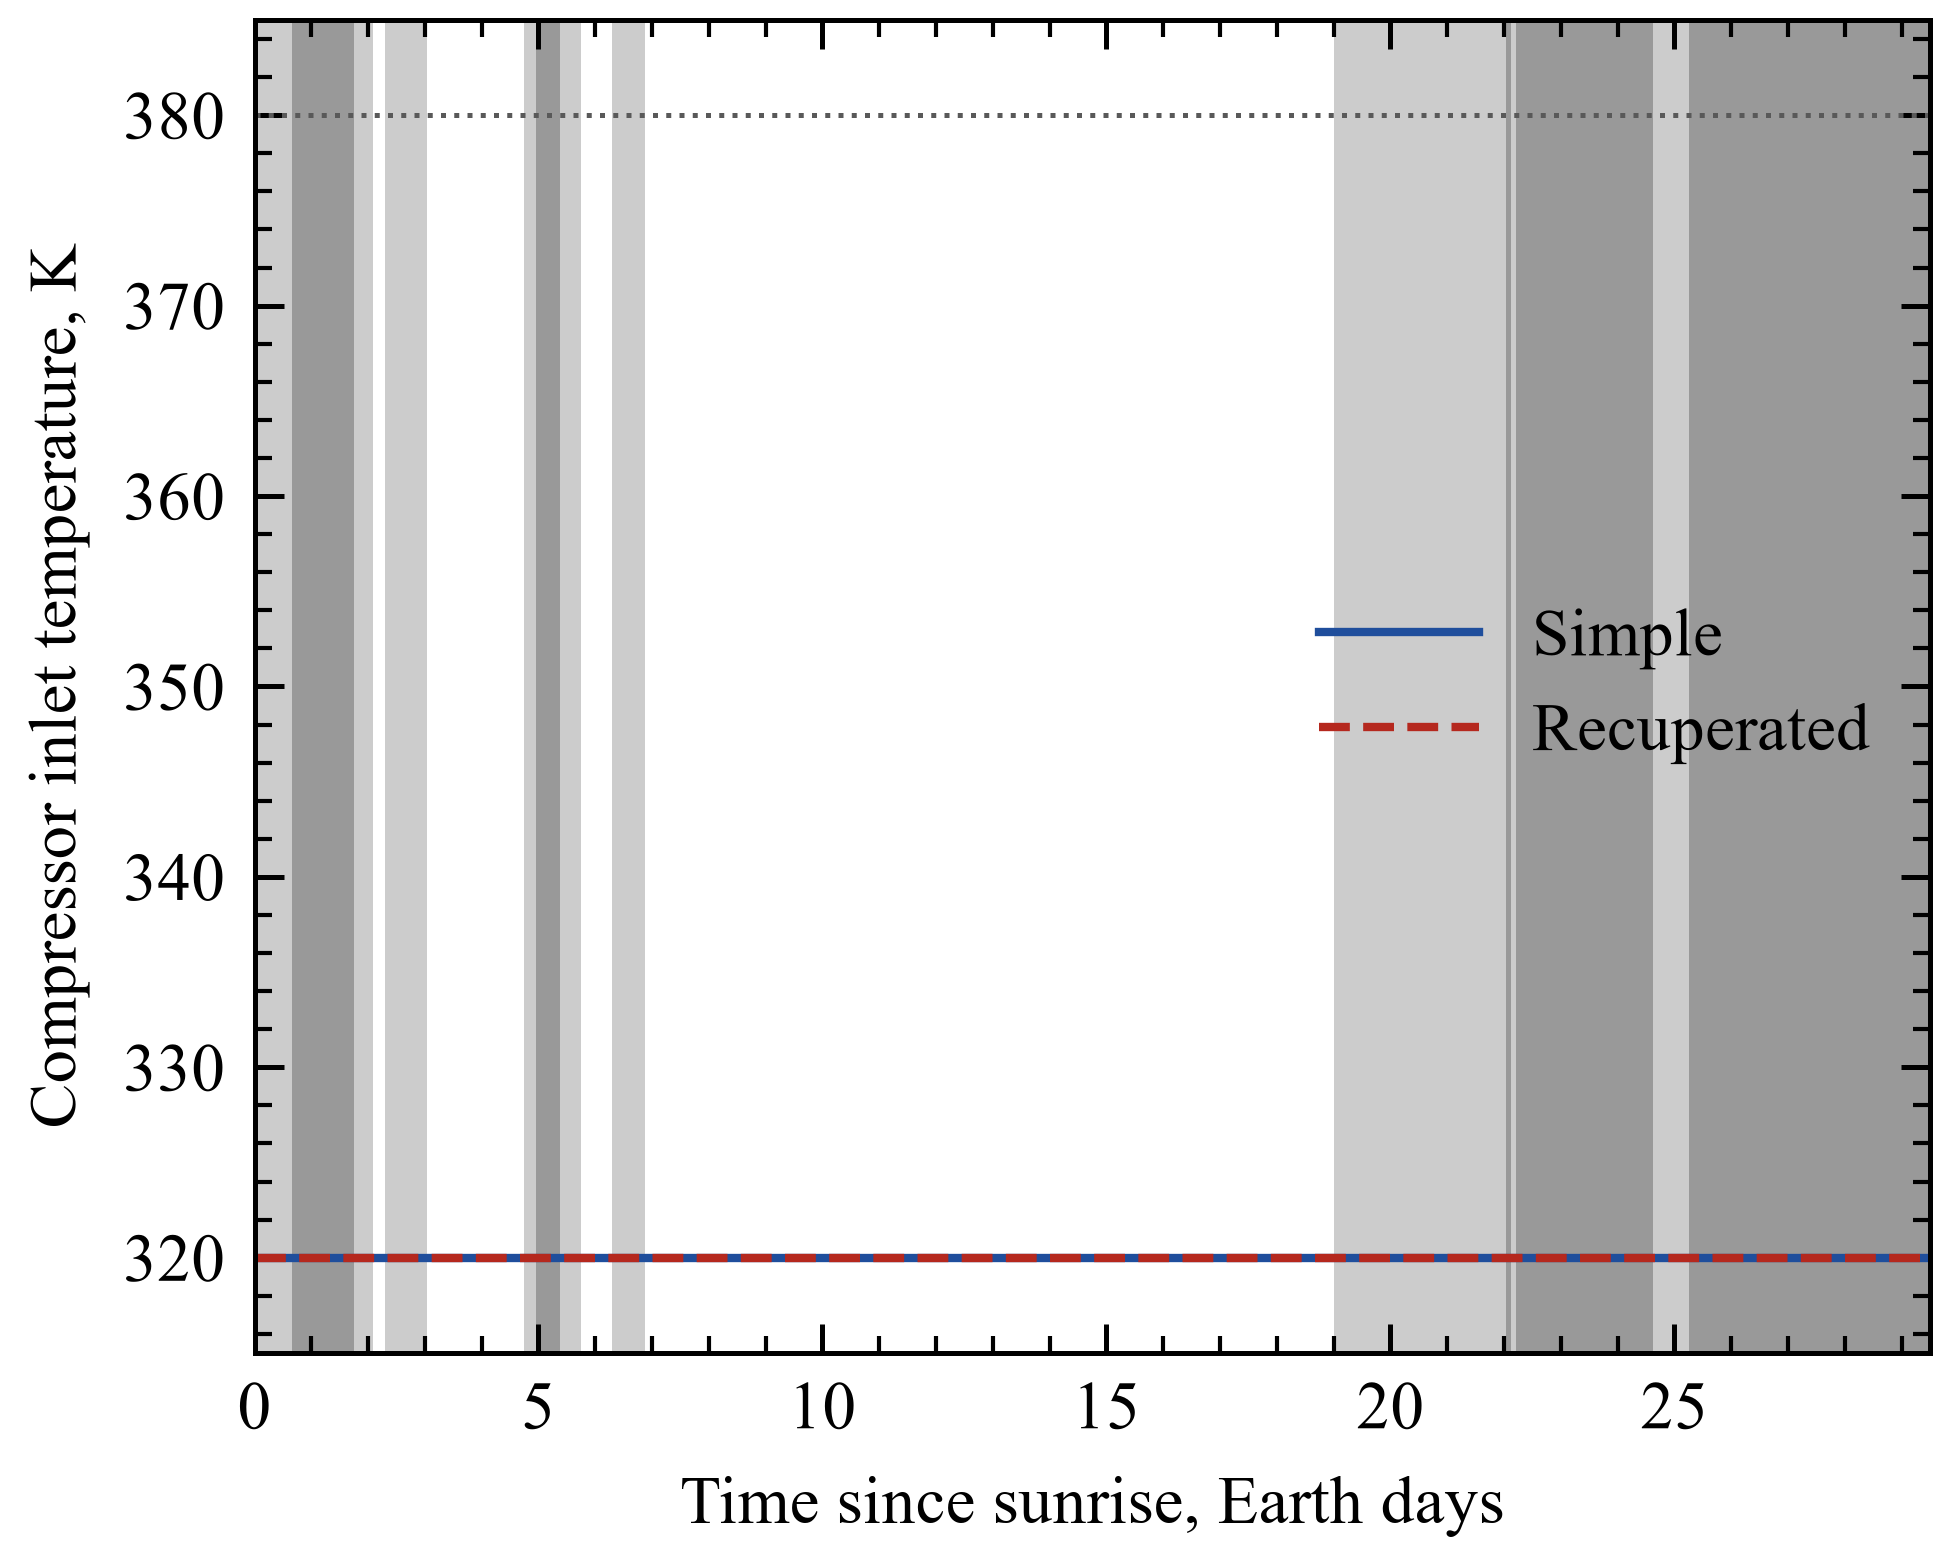 Compressor inlet temperature, K
380
370
360
350
340
330
320
Simple
Recuperated
0 5 10 15 20 25
Time since sunrise, Earth days